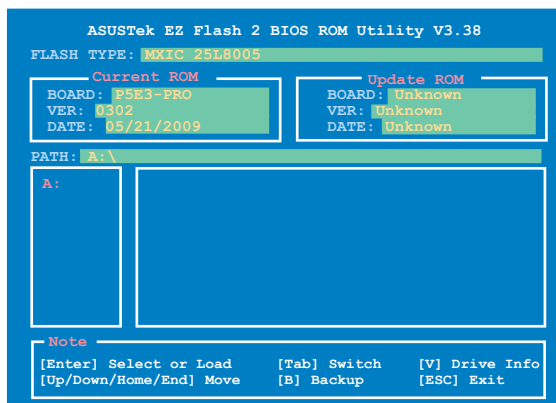 ASUSTek EZ Flash 2 BIOS ROM Utility V3.38
FLASH TYPE: MXIC 25L8005
Current ROM
BOARD: P5E3-PRO
VER: 0302
DATE: 05/21/2009
Update ROM
BOARD: Unknown
VER: Unknown
DATE: Unknown
PATH: A:\
A:
Note
[Enter] Select or Load [Tab] Switch [V] Drive Info
[Up/Down/Home/End] Move [B] Backup [ESC] Exit